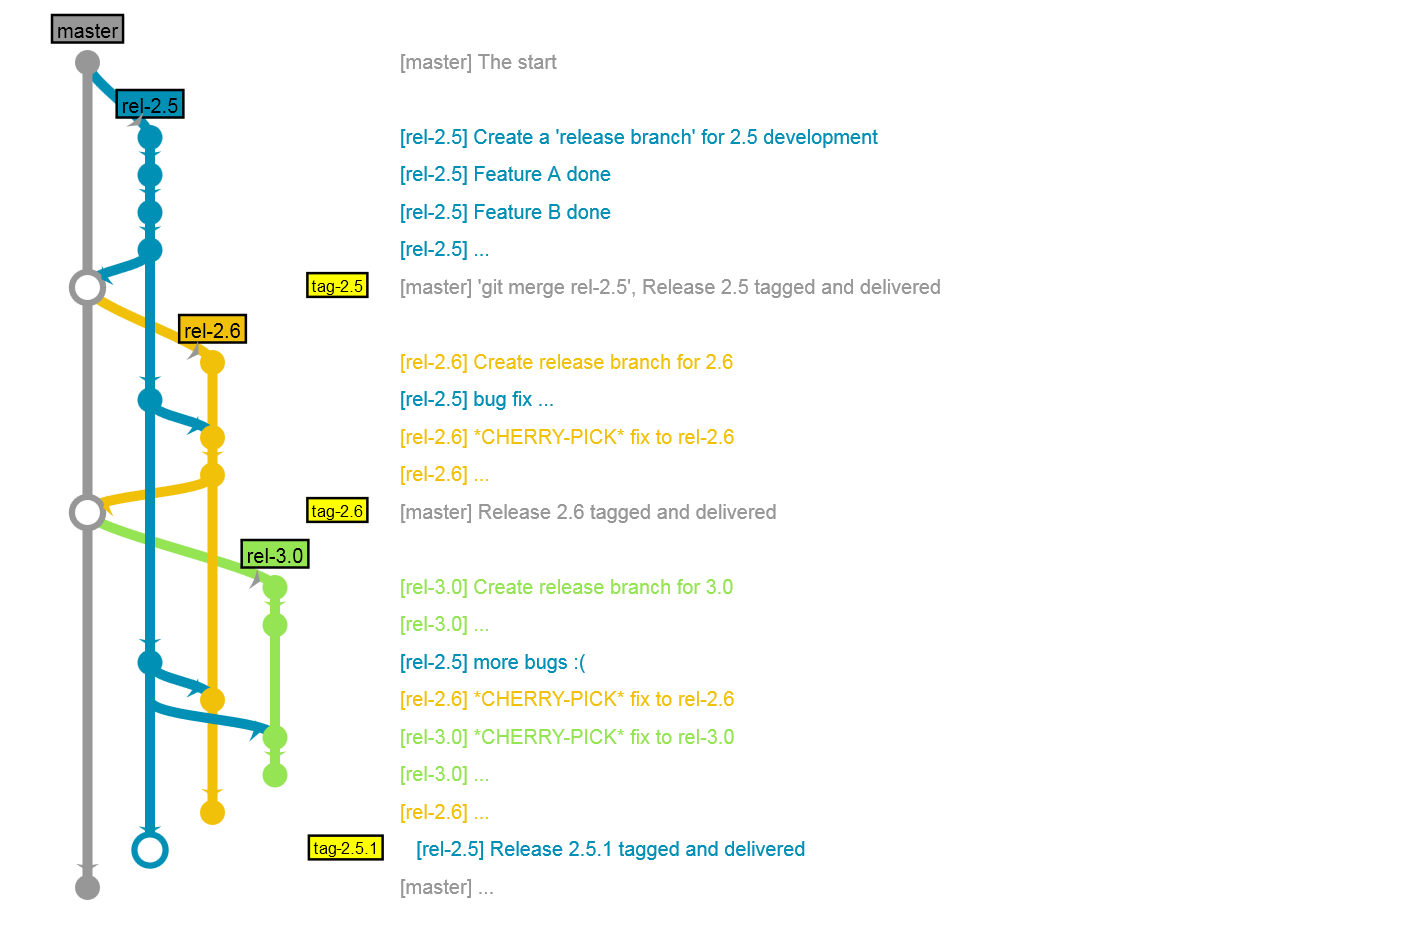 master
[master] The start
rel-2.5
[rel-2.5] Create a 'release branch' for 2.5 development
[rel-2.5] Feature A done
[rel-2.5] Feature B done
[rel-2.5] ...
tag-2.5 [master] 'git merge rel-2.5', Release 2.5 tagged and delivered
rel-2.6
[rel-2.6] Create release branch for 2.6
[rel-2.5] bug fix ...
[rel-2.6] *CHERRY-PICK* fix to rel-2.6
[rel-2.6] ...
tag-2.6 [master] Release 2.6 tagged and delivered
rel-3.0
[rel-3.0] Create release branch for 3.0
[rel-3.0] ...
[rel-2.5] more bugs :(
[rel-2.6] *CHERRY-PICK* fix to rel-2.6
[rel-3.0] *CHERRY-PICK* fix to rel-3.0
[rel-3.0] ...
[rel-2.6] ...
tag-2.5.1 [rel-2.5] Release 2.5.1 tagged and delivered
[master] ...